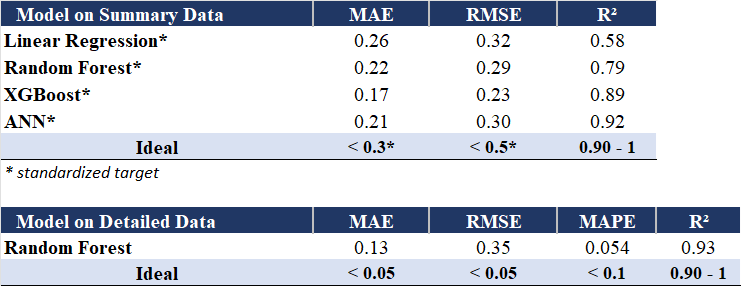 Model on Summary Data MAE RMSE R²
Linear Regression* 0.26 0.32 0.58
Random Forest* 0.22 0.29 0.79
XGBoost* 0.17 0.23 0.89
ANN* 0.21 0.30 0.92
Ideal < 0.3* < 0.5* 0.90 - 1
* standardized target
Model on Detailed Data MAE RMSE MAPE R²
Random Forest 0.13 0.35 0.054 0.93
Ideal < 0.05 < 0.05 < 0.1 0.90 - 1